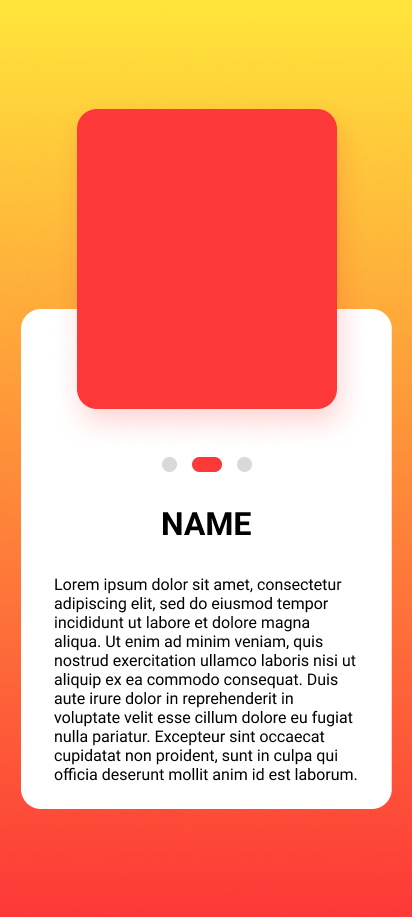 NAME
Lorem ipsum dolor sit amet, consectetur
adipiscing elit, sed do eiusmod tempor
incididunt ut labore et dolore magna
aliqua. Ut enim ad minim veniam, quis
nostrud exercitation ullamco laboris nisi ut
aliquip ex ea commodo consequat. Duis
aute irure dolor in reprehenderit in
voluptate velit esse cillum dolore eu fugiat
nulla pariatur. Excepteur sint occaecat
cupidatat non proident, sunt in culpa qui
officia deserunt mollit anim id est laborum.